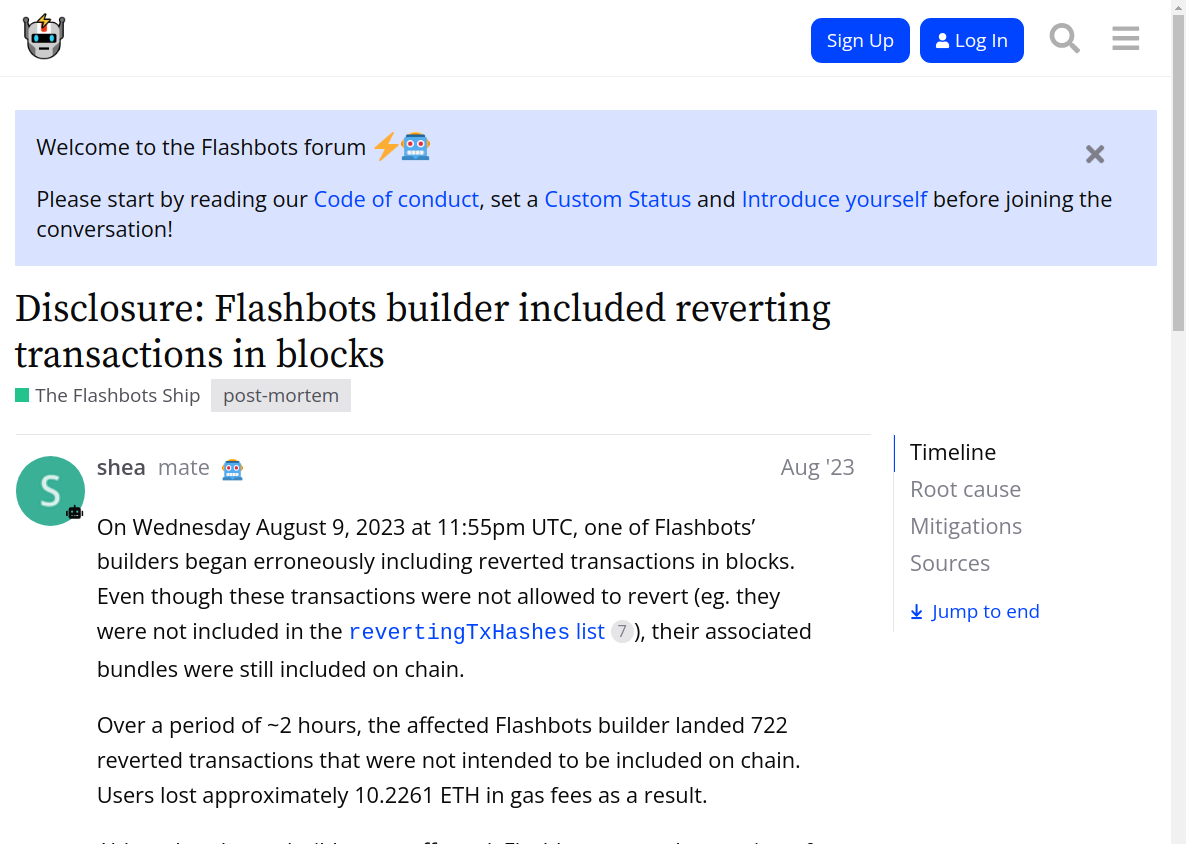 Sign Up
Log In
Welcome to the Flashbots forum
Please start by reading our Code of conduct, set a Custom Status and Introduce yourself before joining the
conversation!
Disclosure: Flashbots builder included reverting
transactions in blocks
The Flashbots Ship post-mortem
S
shea mate Aug '23
On Wednesday August 9, 2023 at 11:55pm UTC, one of Flashbots’
builders began erroneously including reverted transactions in blocks.
Even though these transactions were not allowed to revert (eg. they
were not included in the revertingTxHashes list 7), their associated
bundles were still included on chain.
Over a period of ~2 hours, the affected Flashbots builder landed 722
reverted transactions that were not intended to be included on chain.
Users lost approximately 10.2261 ETH in gas fees as a result.
Timeline
Root cause
Mitigations
Sources
Jump to end